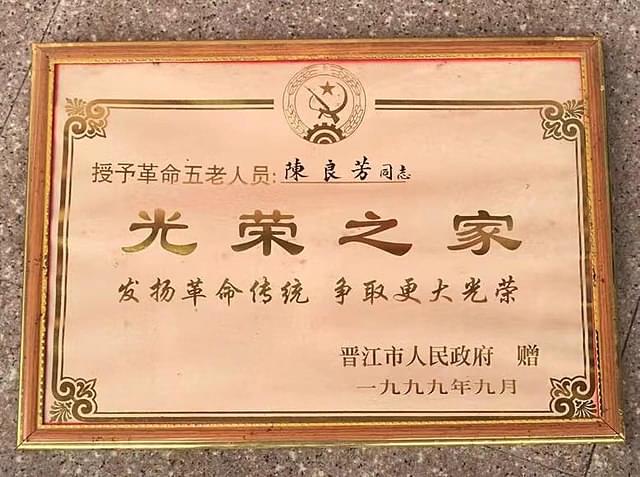 授予革命五老人员:陳良芳同志
光荣之家
发扬革命传统 争取更大光荣
晋江市人民政府 赠
一九九九年九月